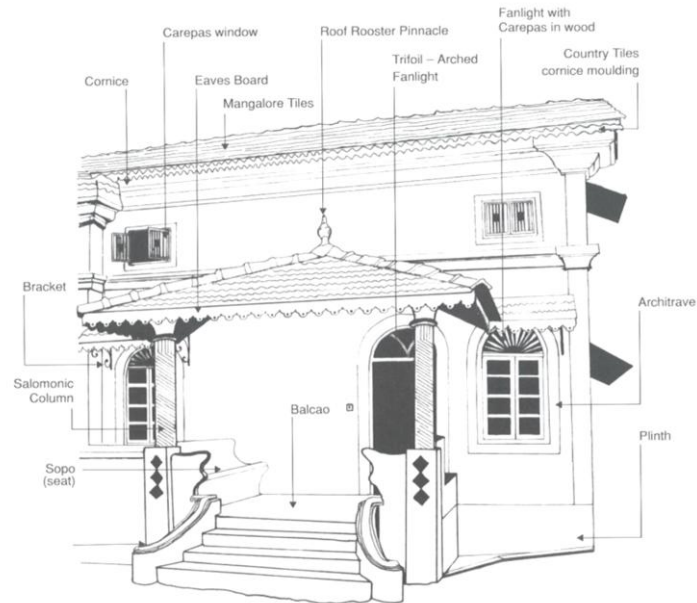 Fanlight with
Carepas in wood
Carepas window
Roof Rooster Pinnacle
Trifoil – Arched
Fanlight
Country Tiles
cornice moulding
Cornice
Eaves Board
Mangalore Tiles
Bracket
Architrave
Salomonic
Column
Balcao
Plinth
Sopo
(seat)